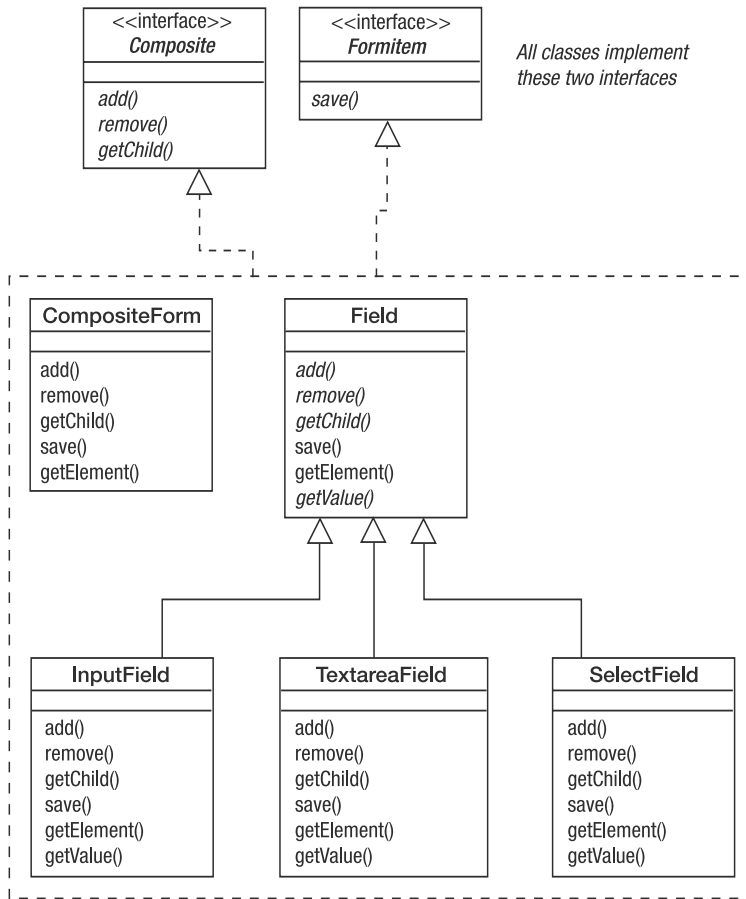 <<interface>>
Composite
add()
remove()
getChild()
<<interface>>
Formitem
save()
All classes implement
these two interfaces
CompositeForm
add()
remove()
getChild()
save()
getElement()
Field
add()
remove()
getChild()
save()
getElement()
getValue()
InputField
add()
remove()
getChild()
save()
getElement()
getValue()
TextareaField
add()
remove()
getChild()
save()
getElement()
getValue()
SelectField
add()
remove()
getChild()
save()
getElement()
getValue()